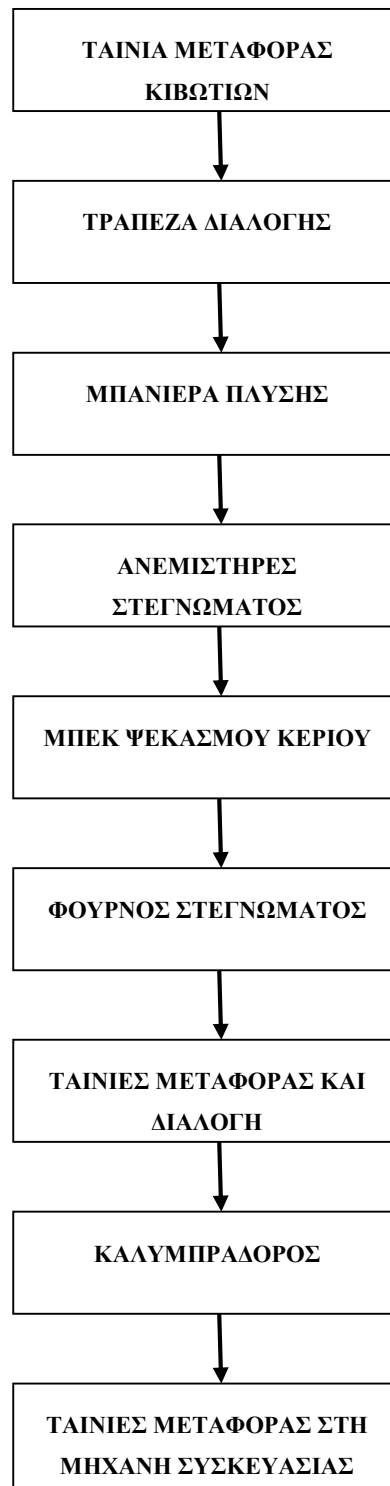 ΤΑΙΝΙΑ ΜΕΤΑΦΟΡΑΣ
ΚΙΒΩΤΙΩΝ
ΤΡΑΠΕΖΑ ΔΙΑΛΟΓΗΣ
ΜΠΑΝΙΕΡΑ ΠΛΥΣΗΣ
ΑΝΕΜΙΣΤΗΡΕΣ
ΣΤΕΓΝΩΜΑΤΟΣ
ΜΠΕΚ ΨΕΚΑΣΜΟΥ ΚΕΡΙΟΥ
ΦΟΥΡΝΟΣ ΣΤΕΓΝΩΜΑΤΟΣ
ΤΑΙΝΙΕΣ ΜΕΤΑΦΟΡΑΣ ΚΑΙ
ΔΙΑΛΟΓΗ
ΚΑΛΥΜΠΡΑΔΟΡΟΣ
ΤΑΙΝΙΕΣ ΜΕΤΑΦΟΡΑΣ ΣΤΗ
ΜΗΧΑΝΗ ΣΥΣΚΕΥΑΣΙΑΣ